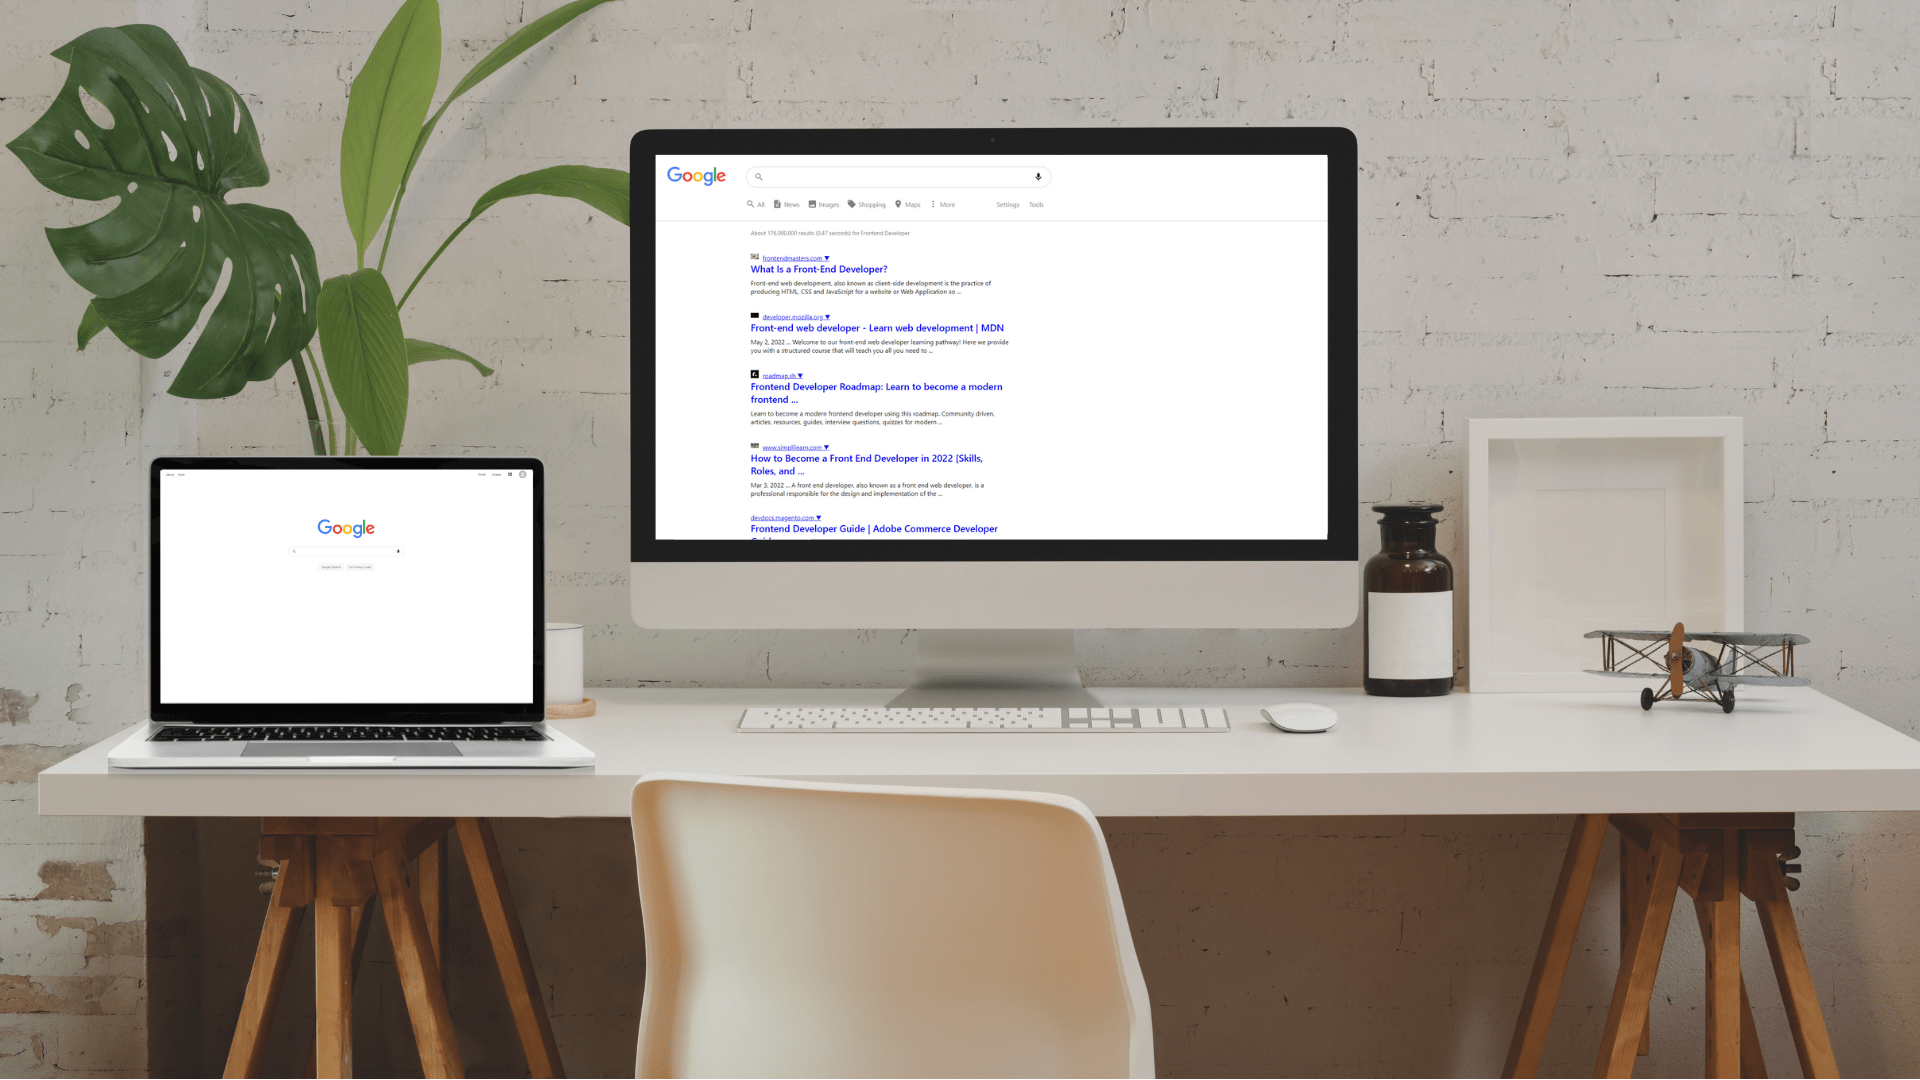 Google
All News Images Shopping Maps More Settings Tools
About 176,000,000 results (0.47 seconds) for Frontend Developer
frontendmasters.com ▼
What Is a Front-End Developer?
Front-end web development, also known as client-side development is the practice of
producing HTML, CSS and JavaScript for a website or Web Application so ...
developer.mozilla.org ▼
Front-end web developer - Learn web development | MDN
May 2, 2022 ... Welcome to our front-end web developer learning pathway! Here we provide
you with a structured course that will teach you all you need to ...
roadmap.sh ▼
Frontend Developer Roadmap: Learn to become a modern
frontend ...
Learn to become a modern frontend developer using this roadmap. Community driven,
articles, resources, guides, interview questions, quizzes for modern ...
www.simplilearn.com ▼
How to Become a Front End Developer in 2022 [Skills,
Roles, and ...
Mar 3, 2022 ... A front end developer, also known as a front end web developer, is a
professional responsible for the design and implementation of the ...
devdocs.magento.com ▼
Frontend Developer Guide | Adobe Commerce Developer
Google
Google Search